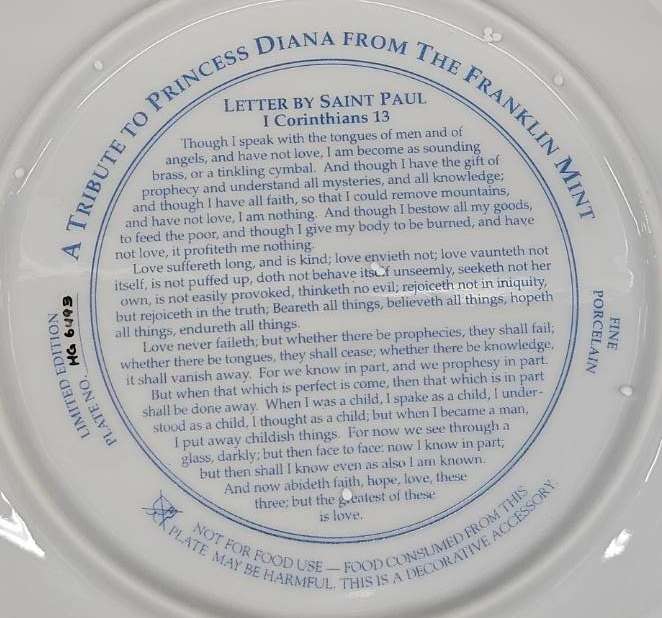 A TRIBUTE TO PRINCESS DIANA FROM THE FRANKLIN MINT
LETTER BY SAINT PAUL
I Corinthians 13
Though I speak with the tongues of men and of
angels, and have not love, I am become as sounding
brass, or a tinkling cymbal. And though I have the gift of
prophecy and understand all mysteries, and all knowledge;
and though I have all faith, so that I could remove mountains,
and have not love, I am nothing. And though I bestow all my goods,
to feed the poor, and though I give my body to be burned, and have
not love, it profiteth me nothing.
Love suffereth long, and is kind; love envieth not; love vaunteth not
itself, is not puffed up, doth not behave itself unseemly, seeketh not her
own, is not easily provoked, thinketh no evil; rejoiceth not in iniquity,
but rejoiceth in the truth; Beareth all things, believeth all things, hopeth
all things, endureth all things.
Love never faileth; but whether there be prophecies, they shall fail;
whether there be tongues, they shall cease; whether there be knowledge,
it shall vanish away. For we know in part, and we prophesy in part.
But when that which is perfect is come, then that which is in part
shall be done away. When I was a child, I spake as a child, I under-
stood as a child, I thought as a child; but when I became a man,
I put away childish things. For now we see through a
glass, darkly; but then face to face: now I know in part;
but then shall I know even as also I am known.
And now abideth faith, hope, love, these
three; but the greatest of these
is love.
LIMITED EDITION
PLATE NO. HG 6493
FINE
PORCELAIN
NOT FOR FOOD USE — FOOD CONSUMED FROM THIS
PLATE MAY BE HARMFUL. THIS IS A DECORATIVE ACCESSORY